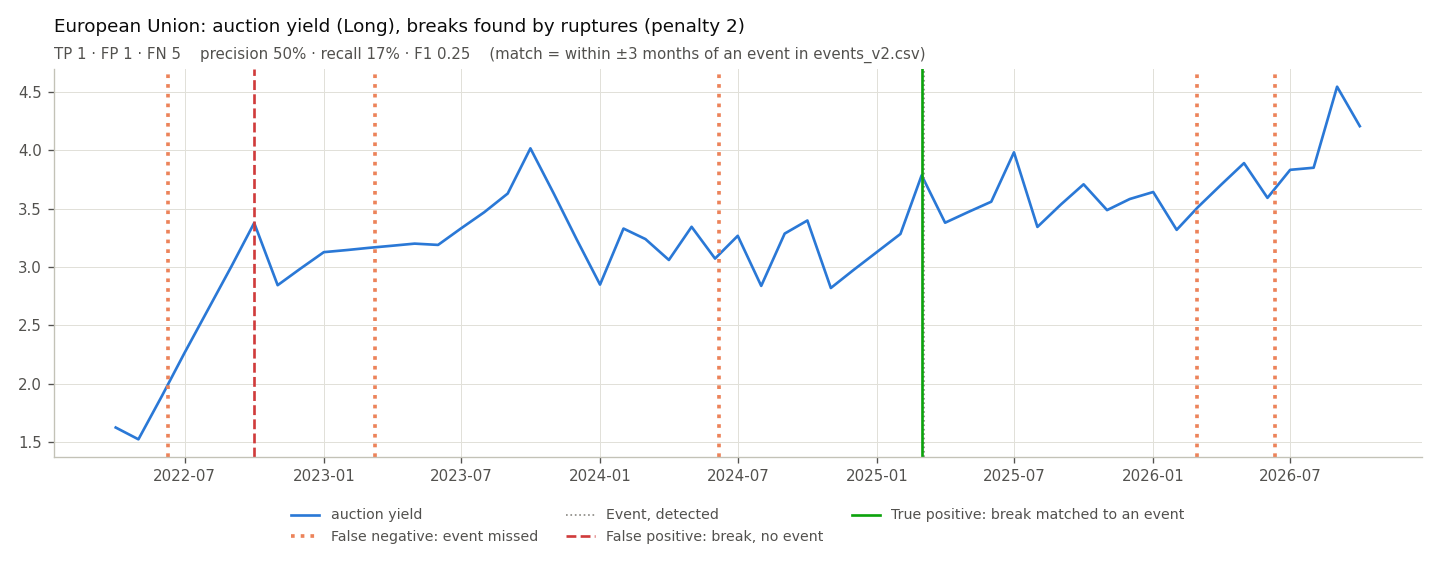 European Union: auction yield (Long), breaks found by ruptures (penalty 2)
TP 1 · FP 1 · FN 5    precision 50% · recall 17% · F1 0.25    (match = within ±3 months of an event in events_v2.csv)
4.5
4.0
3.5
3.0
2.5
2.0
1.5
2022-07 2023-01 2023-07 2024-01 2024-07 2025-01 2025-07 2026-01 2026-07
auction yield Event, detected True positive: break matched to an event
False negative: event missed False positive: break, no event